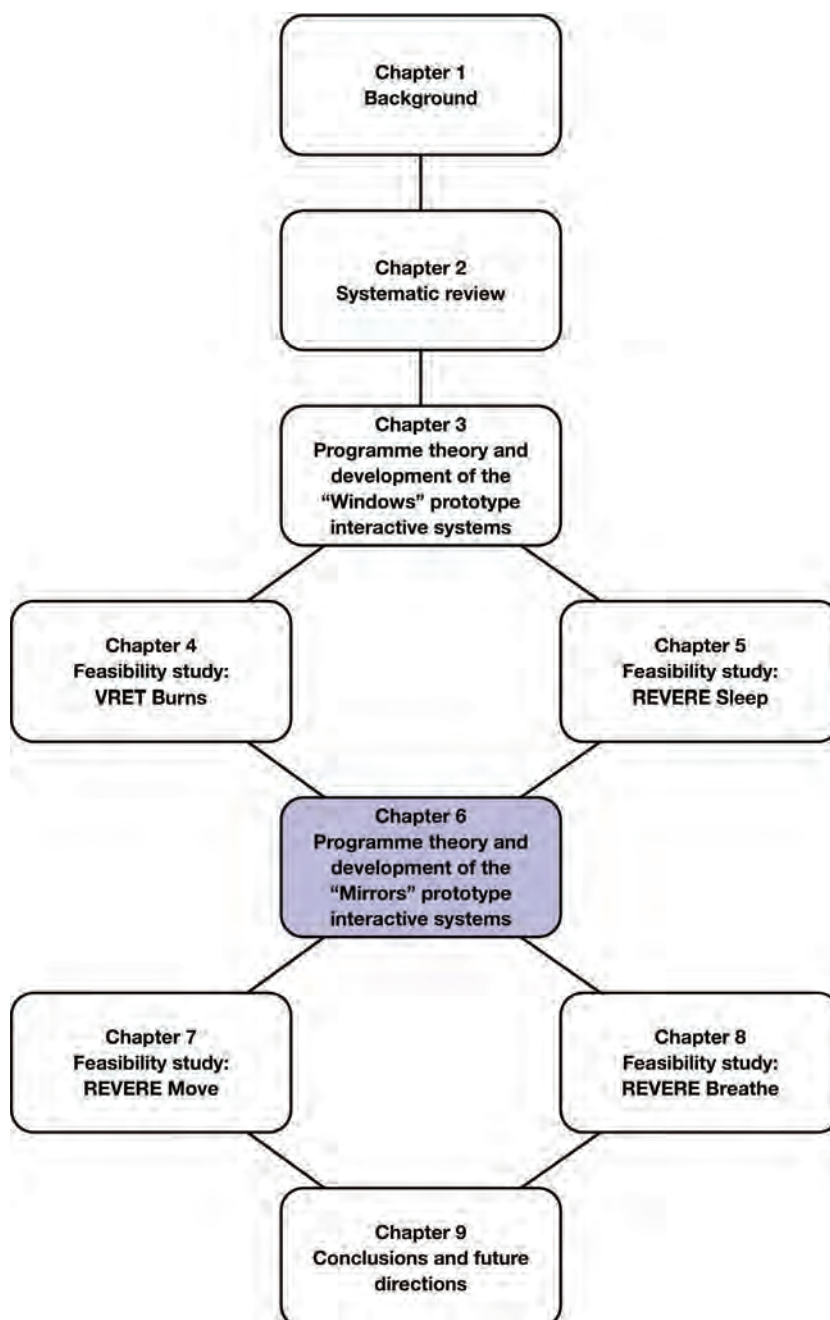 Chapter 1
Background
Chapter 2
Systematic review
Chapter 3
Programme theory and
development of the
“Windows” prototype
interactive systems
Chapter 4
Feasibility study:
VRET Burns
Chapter 5
Feasibility study:
REVERE Sleep
Chapter 6
Programme theory and
development of the
“Mirrors” prototype
interactive systems
Chapter 7
Feasibility study:
REVERE Move
Chapter 8
Feasibility study:
REVERE Breathe
Chapter 9
Conclusions and future
directions